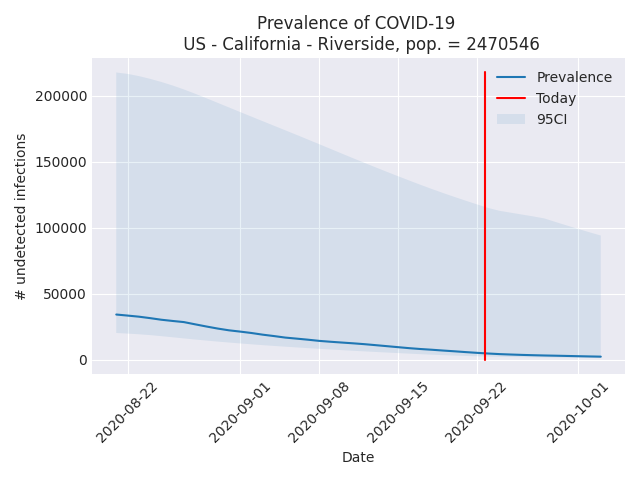 Prevalence of COVID-19
US - California - Riverside, pop. = 2470546
Prevalence
Today
95CI
200000
150000
100000
50000
0
# undetected infections
2020-08-22
2020-09-01
2020-09-08
2020-09-15
2020-09-22
2020-10-01
Date